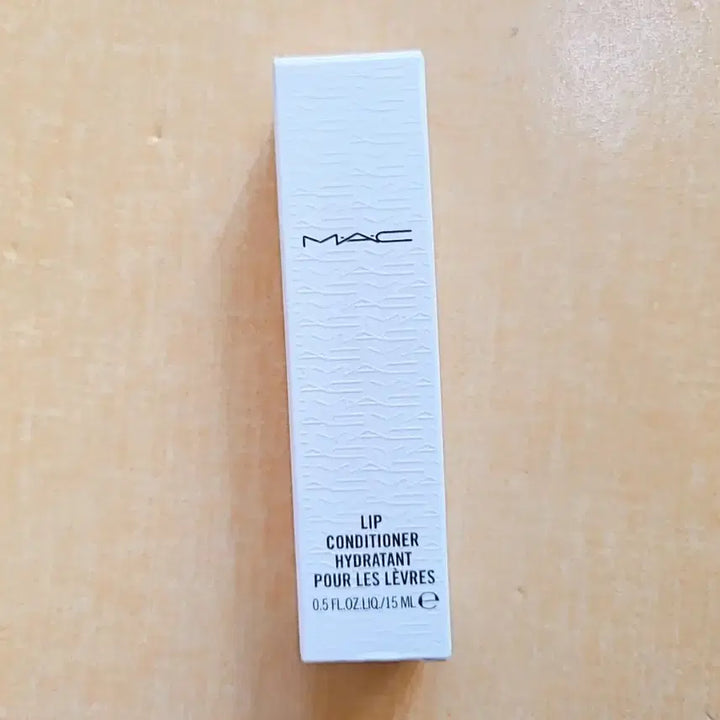 MAC
LIP
CONDITIONER
HYDRATANT
POUR LES LÈVRES
0.5 FL.OZ.LIQ./15 ML ℮